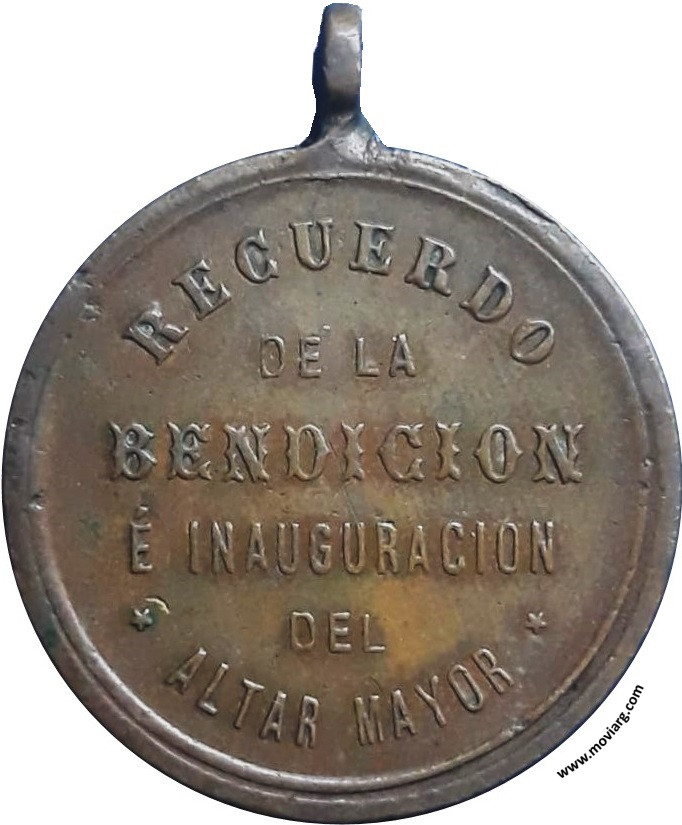 RECUERDO
DE LA
BENDICION
É INAUGURACION
DEL
ALTAR MAYOR
www.moviarg.com